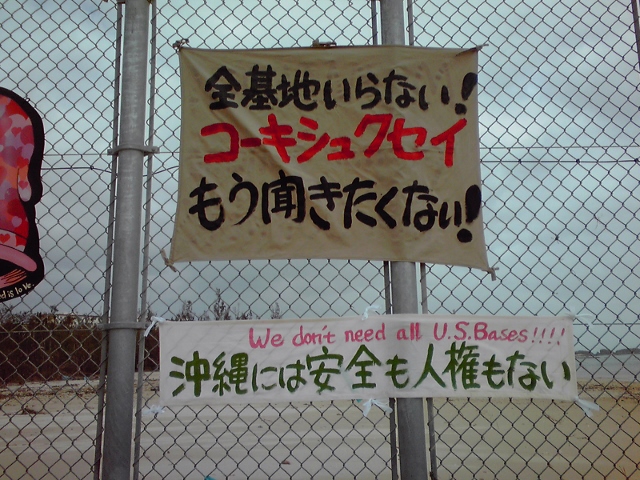 全基地いらない!
コーキシュクセイ
もう聞きたくない!
We don't need all U.S.Bases!!!!
沖縄には安全も人権もない
is love.